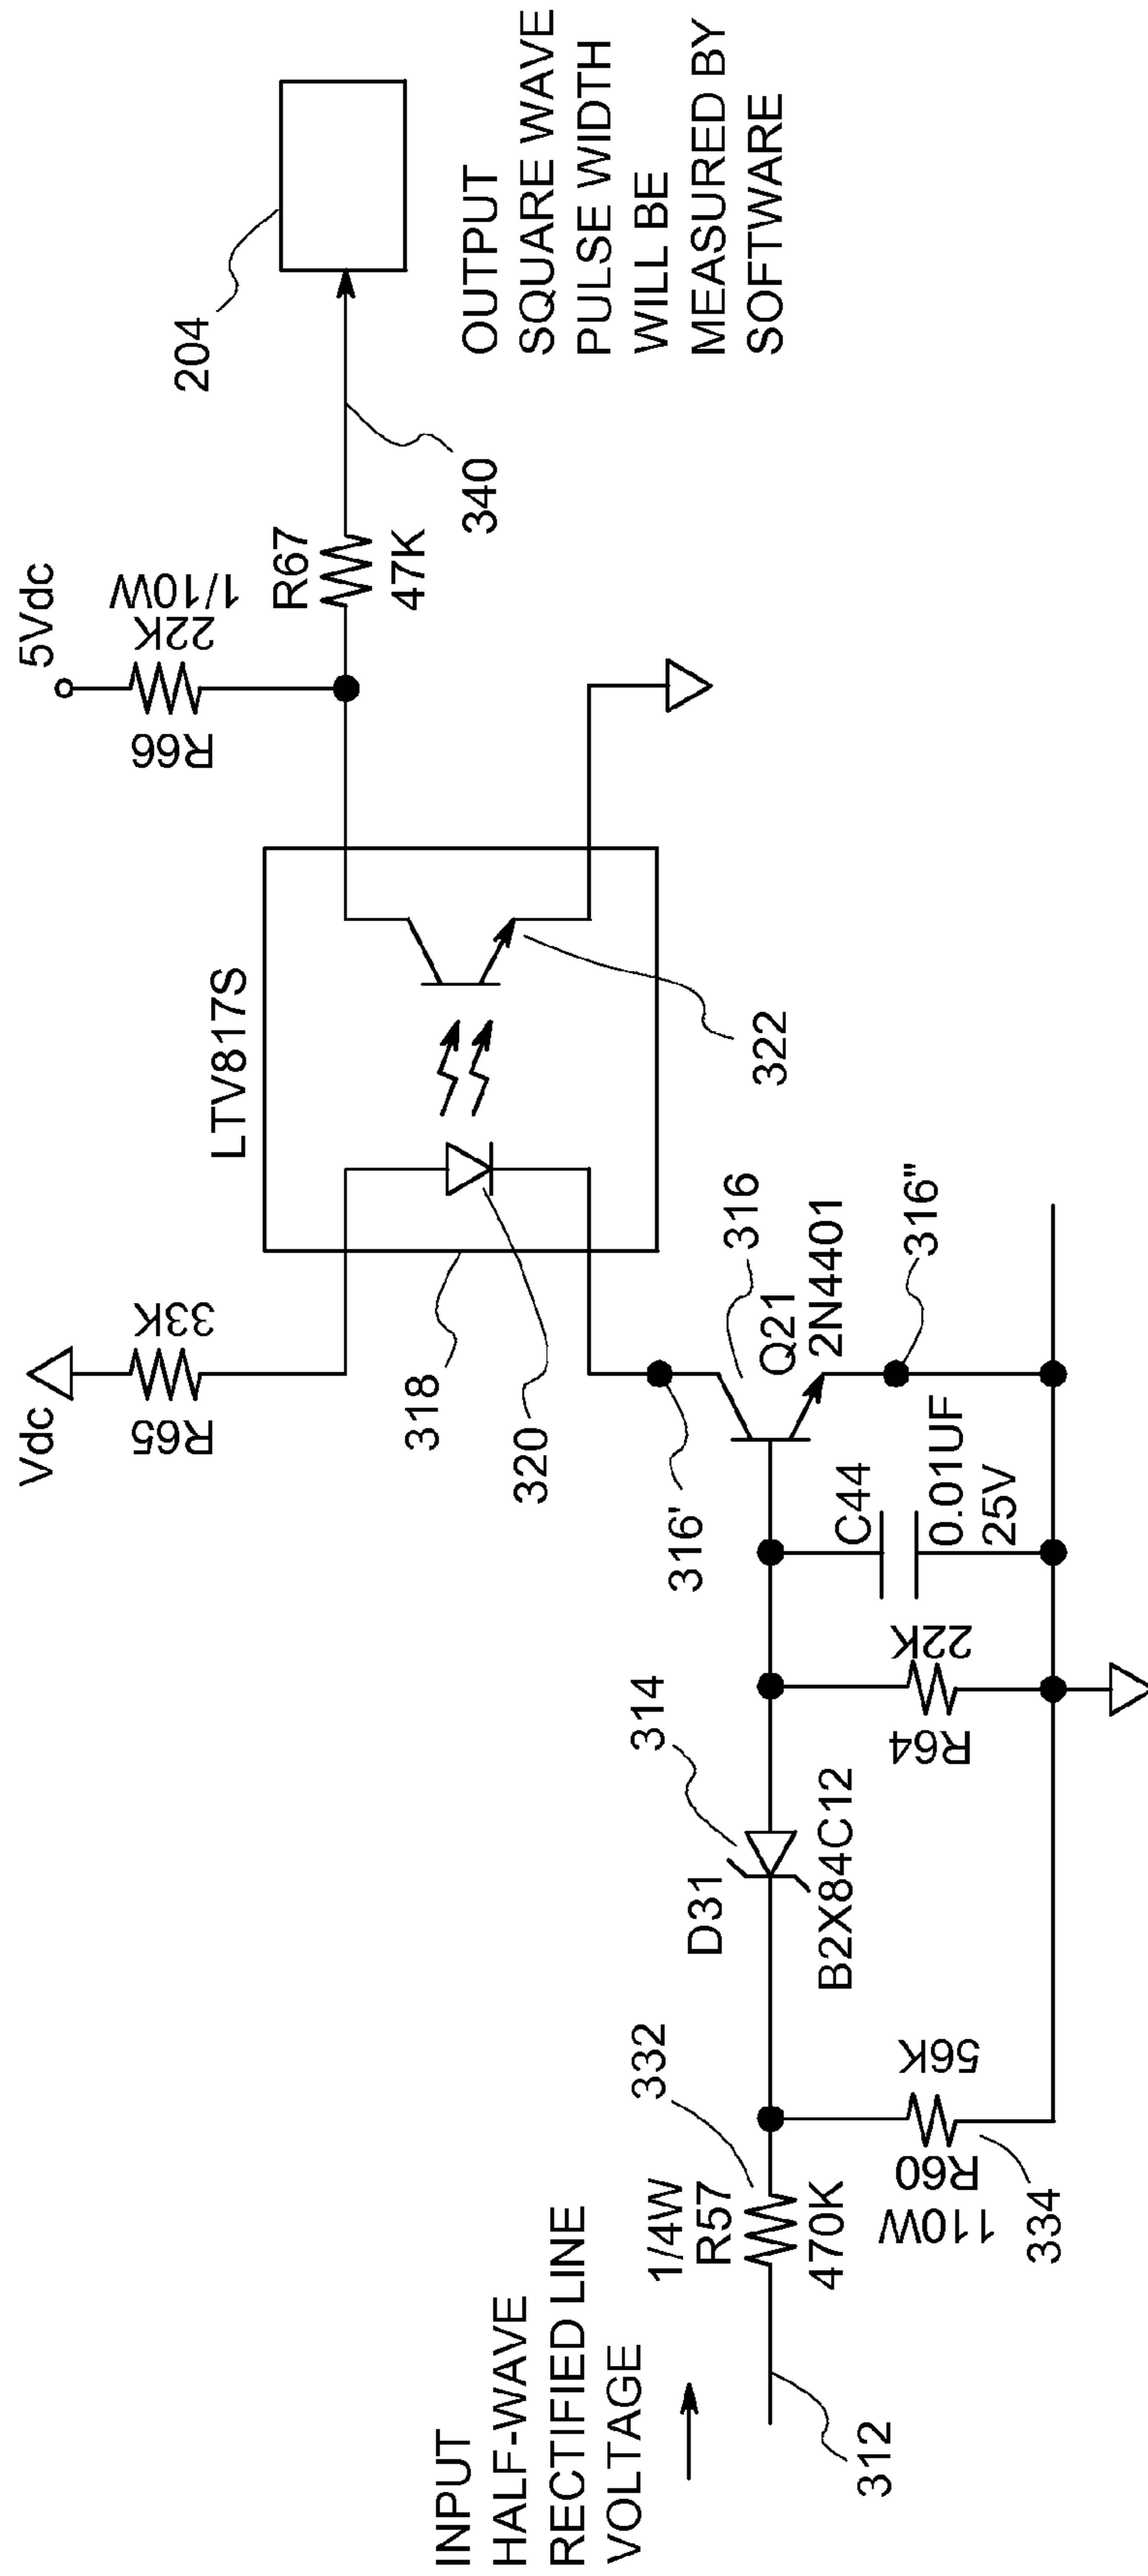 INPUT
HALF-WAVE
RECTIFIED LINE
VOLTAGE
312
1/4W
R57
470K
332
R60
110W
56K
334
D31
B2X84C12
314
R64
22K
C44
0.01UF
25V
316'
316
Q21
2N4401
316"
Vdc
R65
33K
318
320
LTV817S
322
5Vdc
R66
22K
1/10W
R67
47K
340
204
OUTPUT
SQUARE WAVE
PULSE WIDTH
WILL BE
MEASURED BY
SOFTWARE